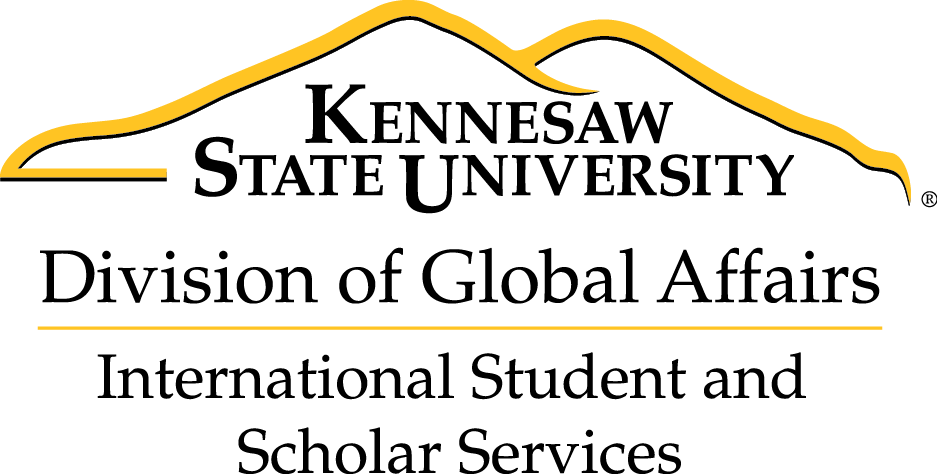 KENNESAW
STATE UNIVERSITY ®
Division of Global Affairs
International Student and
Scholar Services